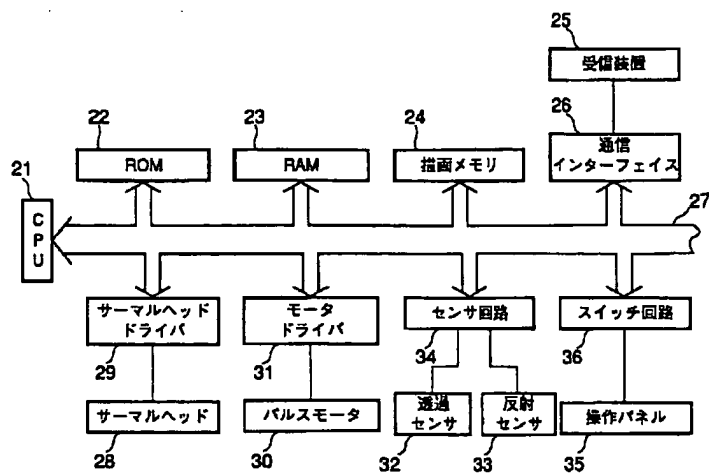 25
受信装置
22
23
24
26
ROM
RAM
描画メモリ
通信
インターフェイス
21
CPU
27
サーマルヘッド
ドライバ
モータ
ドライバ
センサ回路
スイッチ回路
29
31
34
36
サーマルヘッド
パルスモータ
透過
センサ
反射
センサ
操作パネル
28
30
32
33
35